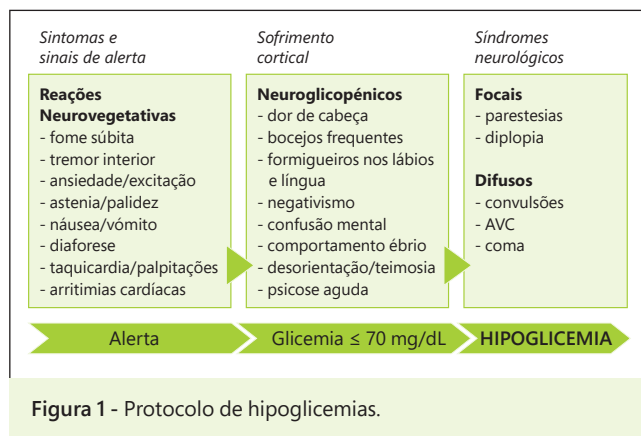 Sintomas e
sinais de alerta
Reações
Neurovegetativas
- fome súbita
- tremor interior
- ansiedade/excitação
- astenia/palidez
- náusea/vómito
- diaforese
- taquicardia/palpitações
- arritimias cardíacas
Sofrimento
cortical
Neuroglicopénicos
- dor de cabeça
- bocejos frequentes
- formigueiros nos lábios
e língua
- negativismo
- confusão mental
- comportamento ébrio
- desorientação/teimosia
- psicose aguda
Síndromes
neurológicos
Focais
- parestesias
- diplopia
Difusos
- convulsões
- AVC
- coma
Alerta
Glicemia ≤ 70 mg/dL
HIPOGLICEMIA
Figura 1 - Protocolo de hipoglicemias.